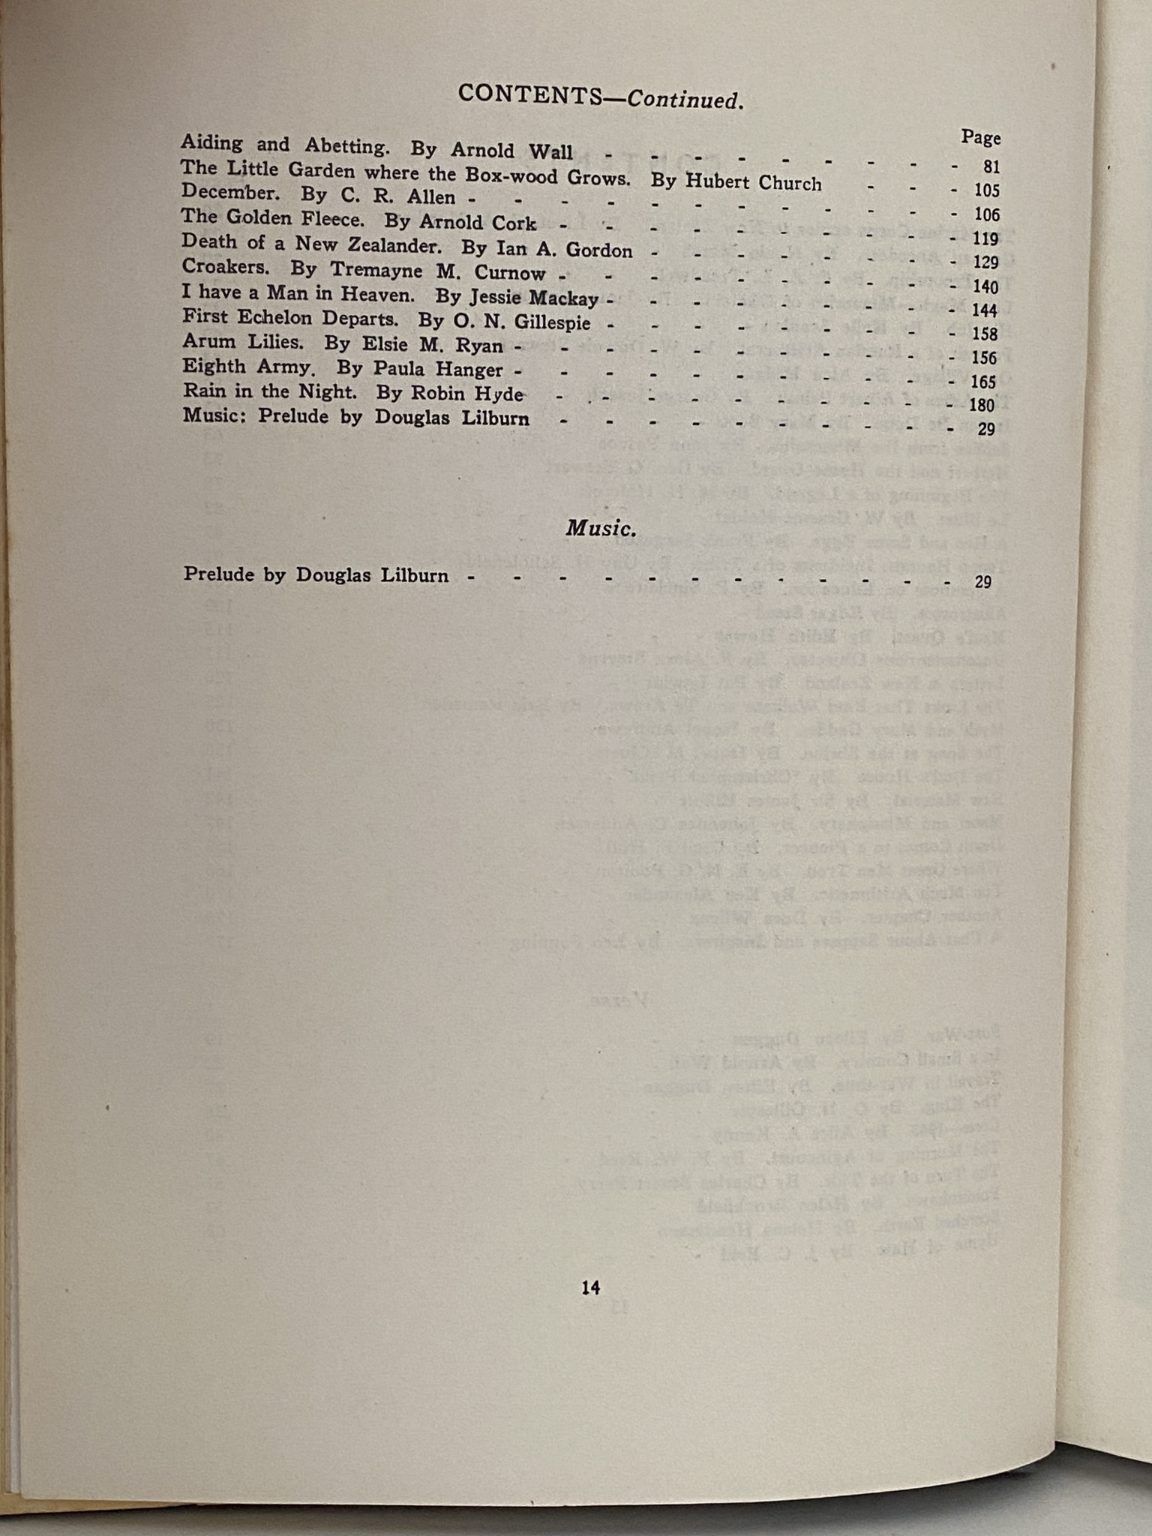 CONTENTS—Continued.
Page
Aiding and Abetting. By Arnold Wall - - - - - - - - - 81
The Little Garden where the Box-wood Grows. By Hubert Church - - - 105
December. By C. R. Allen - - - - - - - - - - - - 106
The Golden Fleece. By Arnold Cork - - - - - - - - - - 119
Death of a New Zealander. By Ian A. Gordon - - - - - - - - 129
Croakers. By Tremayne M. Curnow - - - - - - - - - - 140
I have a Man in Heaven. By Jessie Mackay - - - - - - - - - 144
First Echelon Departs. By O. N. Gillespie - - - - - - - - - 158
Arum Lilies. By Elsie M. Ryan - - - - - - - - - - - 156
Eighth Army. By Paula Hanger - - - - - - - - - - - 165
Rain in the Night. By Robin Hyde - - - - - - - - - - 180
Music: Prelude by Douglas Lilburn - - - - - - - - - - 29
Music.
Prelude by Douglas Lilburn - - - - - - - - - - - - 29
14